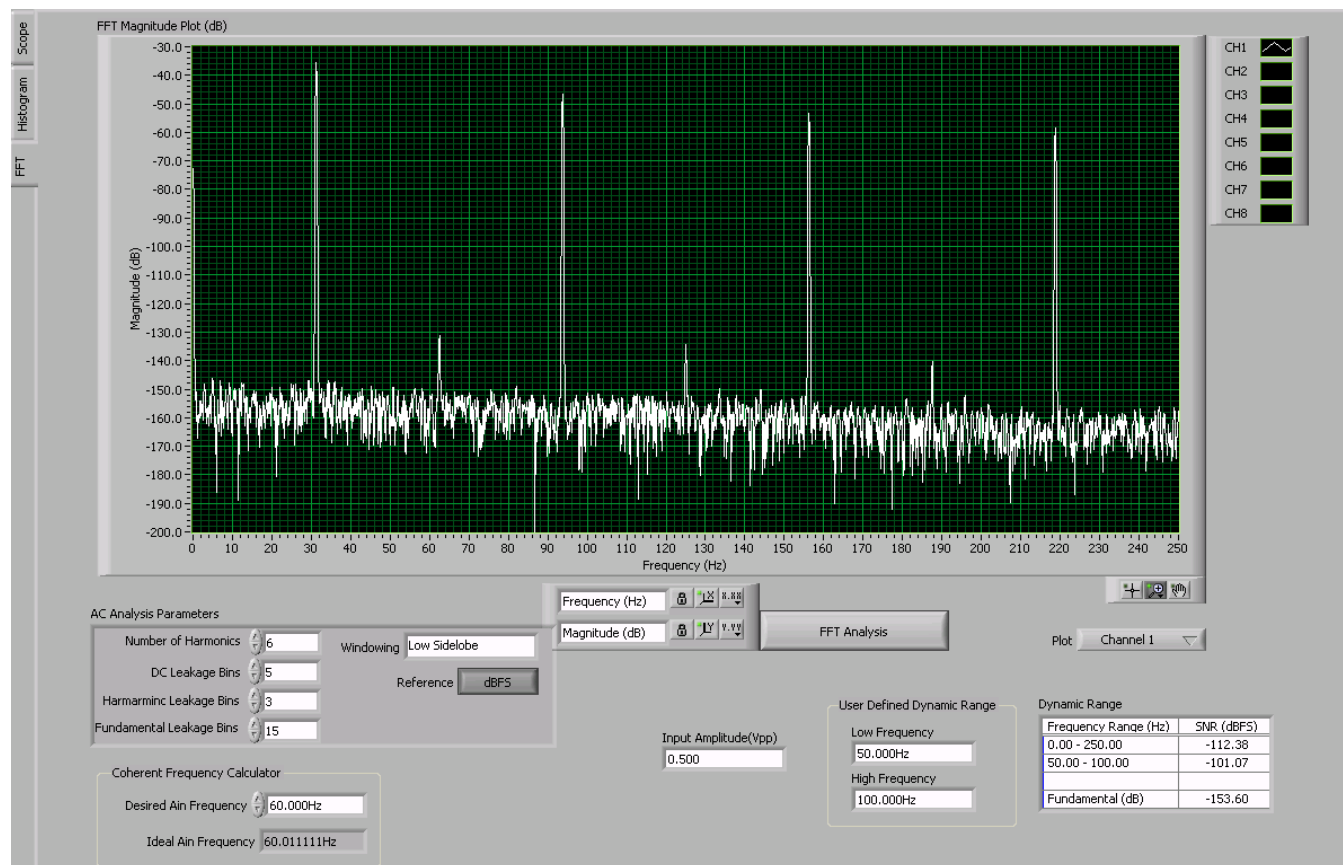 Scope
Histogram
FFT
FFT Magnitude Plot (dB)
Magnitude (dB)
-30.0
-40.0
-50.0
-60.0
-70.0
-80.0
-90.0
-100.0
-110.0
-120.0
-130.0
-140.0
-150.0
-160.0
-170.0
-180.0
-190.0
-200.0
0 10 20 30 40 50 60 70 80 90 100 110 120 130 140 150 160 170 180 190 200 210 220 230 240 250
Frequency (Hz)
CH1
CH2
CH3
CH4
CH5
CH6
CH7
CH8
Frequency (Hz) X X.XX
Magnitude (dB) Y Y.YY
FFT Analysis
Plot Channel 1
AC Analysis Parameters
Number of Harmonics 6
DC Leakage Bins 5
Harmarminc Leakage Bins 3
Fundamental Leakage Bins 15
Windowing Low Sidelobe
Reference dBFS
Coherent Frequency Calculator
Desired Ain Frequency 60.000Hz
Ideal Ain Frequency 60.011111Hz
Input Amplitude(Vpp)
0.500
User Defined Dynamic Range
Low Frequency
50.000Hz
High Frequency
100.000Hz
Dynamic Range
Frequency Range (Hz) SNR (dBFS)
0.00 - 250.00 -112.38
50.00 - 100.00 -101.07
Fundamental (dB) -153.60